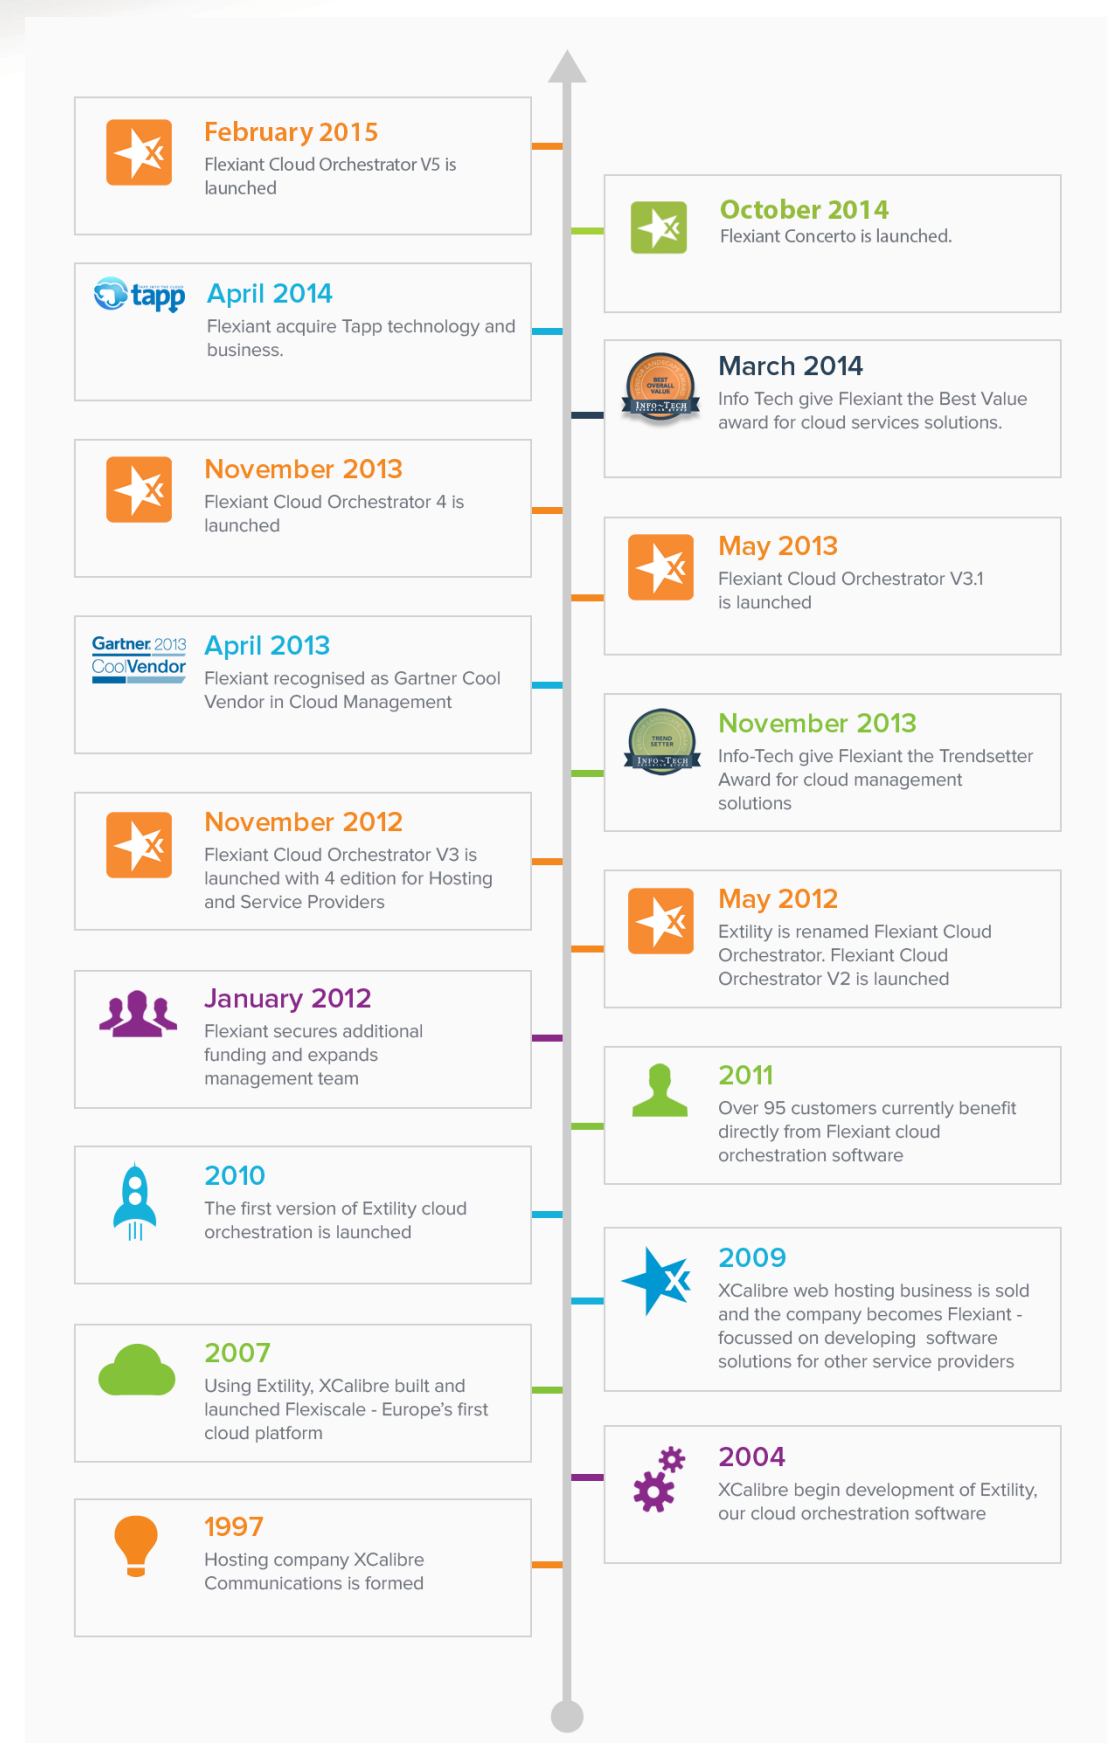 February 2015
Flexiant Cloud Orchestrator V5 is
launched
October 2014
Flexiant Concerto is launched.
tapp
April 2014
Flexiant acquire Tapp technology and
business.
BEST
OVERALL
VALUE
INFO~TECH
March 2014
Info Tech give Flexiant the Best Value
award for cloud services solutions.
November 2013
Flexiant Cloud Orchestrator 4 is
launched
May 2013
Flexiant Cloud Orchestrator V3.1
is launched
Gartner. 2013
CoolVendor
April 2013
Flexiant recognised as Gartner Cool
Vendor in Cloud Management
TREND
SETTER
INFO~TECH
November 2013
Info-Tech give Flexiant the Trendsetter
Award for cloud management
solutions
November 2012
Flexiant Cloud Orchestrator V3 is
launched with 4 edition for Hosting
and Service Providers
May 2012
Extility is renamed Flexiant Cloud
Orchestrator. Flexiant Cloud
Orchestrator V2 is launched
January 2012
Flexiant secures additional
funding and expands
management team
2011
Over 95 customers currently benefit
directly from Flexiant cloud
orchestration software
2010
The first version of Extility cloud
orchestration is launched
2009
XCalibre web hosting business is sold
and the company becomes Flexiant -
focussed on developing software
solutions for other service providers
2007
Using Extility, XCalibre built and
launched Flexiscale - Europe's first
cloud platform
2004
XCalibre begin development of Extility,
our cloud orchestration software
1997
Hosting company XCalibre
Communications is formed